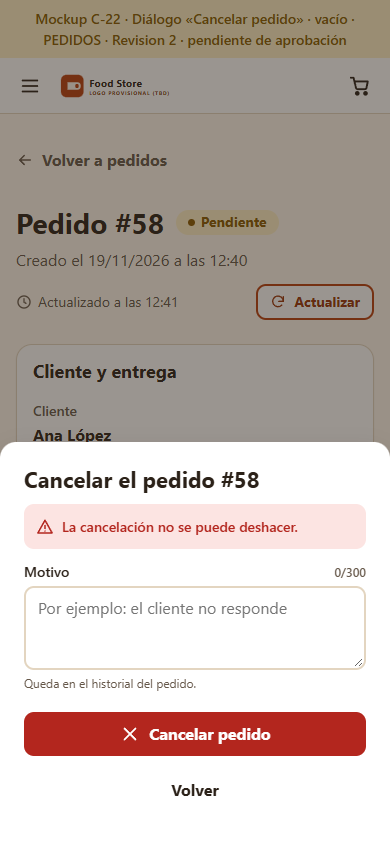 Mockup C-22 · Diálogo «Cancelar pedido» · vacío ·
PEDIDOS · Revision 2 · pendiente de aprobación
Food Store
LOGO PROVISIONAL (TBD)
Volver a pedidos
Pedido #58
Pendiente
Creado el 19/11/2026 a las 12:40
Actualizado a las 12:41
Actualizar
Cliente y entrega
Cliente
Ana López
Cancelar el pedido #58
La cancelación no se puede deshacer.
Motivo
0/300
Por ejemplo: el cliente no responde
Queda en el historial del pedido.
Cancelar pedido
Volver